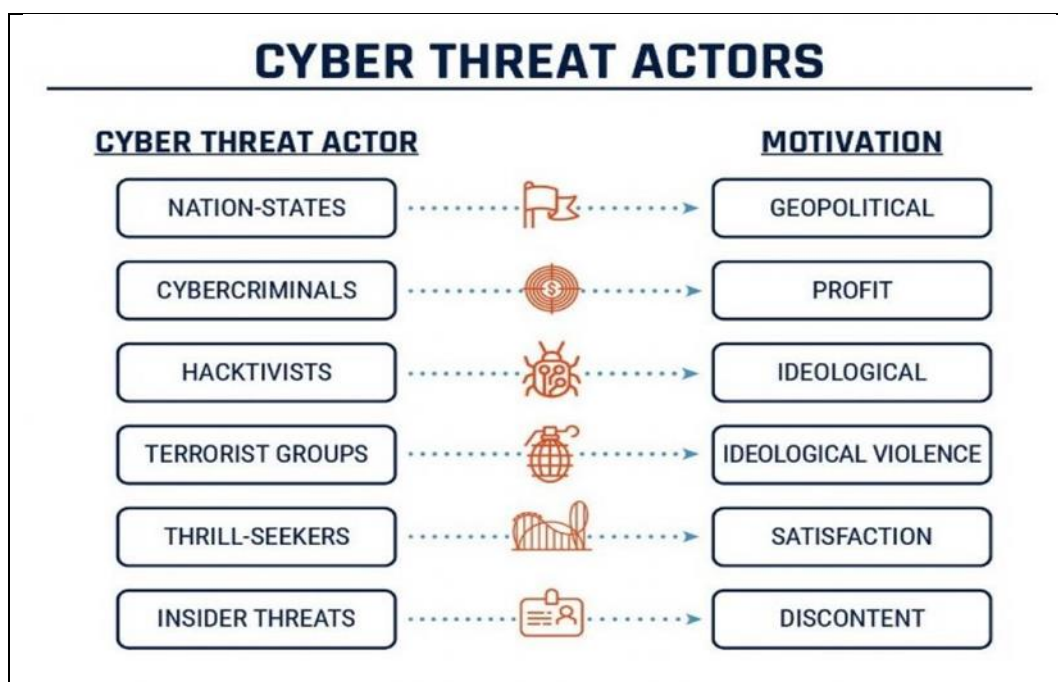 CYBER THREAT ACTORS
CYBER THREAT ACTOR MOTIVATION
NATION-STATES GEOPOLITICAL
CYBERCRIMINALS $ PROFIT
HACKTIVISTS IDEOLOGICAL
TERRORIST GROUPS IDEOLOGICAL VIOLENCE
THRILL-SEEKERS SATISFACTION
INSIDER THREATS DISCONTENT